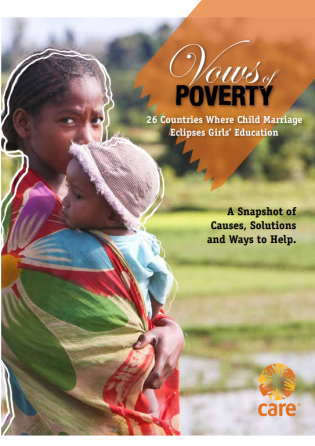 Vows of
POVERTY
26 Countries Where Child Marriage
Eclipses Girls' Education
A Snapshot of
Causes, Solutions
and Ways to Help.
care®